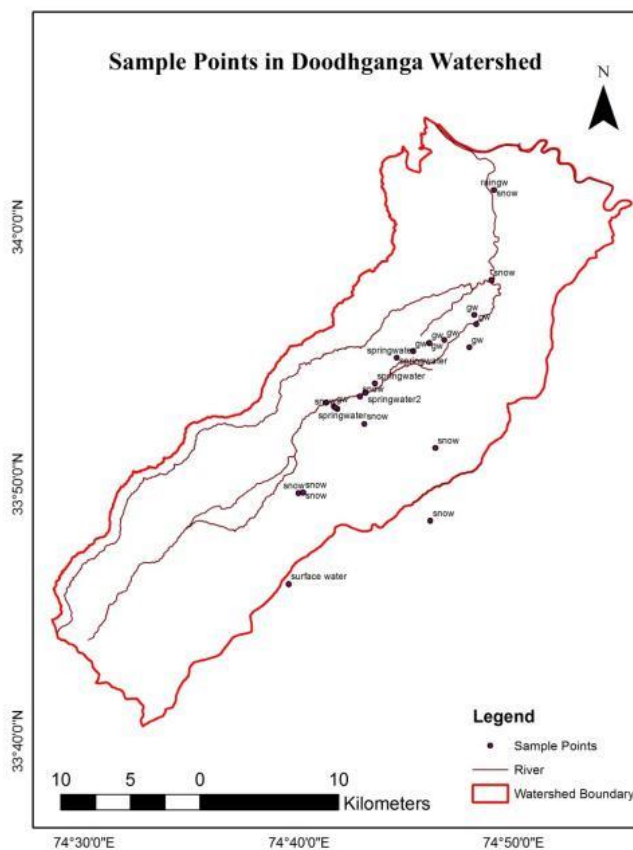 Sample Points in Doodhganga Watershed
N
34°0'0"N
33°50'0"N
33°40'0"N
raingw
snow
snow
gw
gw
gw
gw
gw
gw
springwater
springwater
springwater
snow
springwater2
snow
gw
springwater
snow
snow
snow
snow
snow
snow
surface water
Legend
Sample Points
River
Watershed Boundary
10 5 0 10
Kilometers
74°30'0"E 74°40'0"E 74°50'0"E